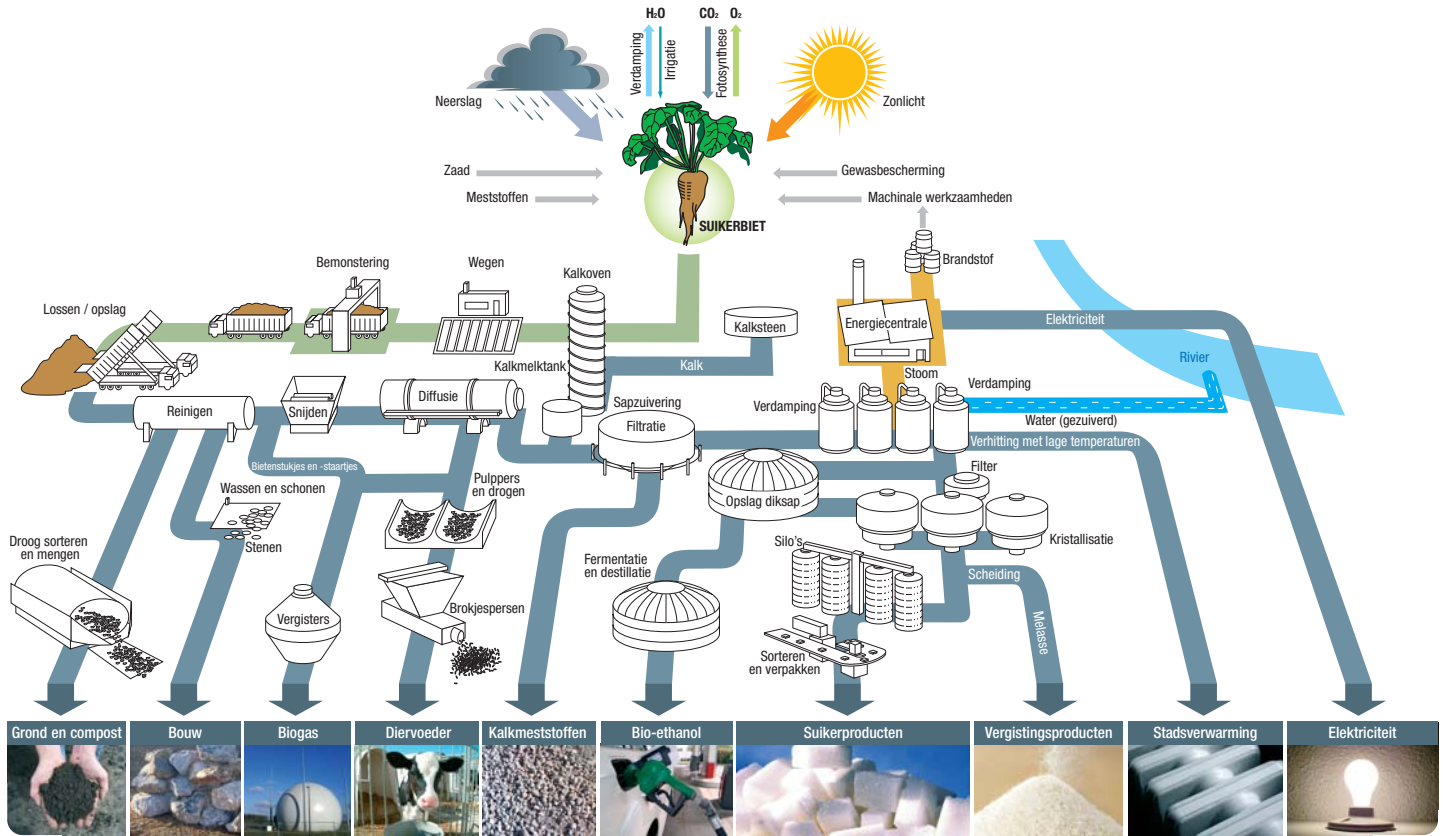 H₂O
CO₂ O₂
Verdamping
Irrigatie
Fotosynthese
Neerslag
Zonlicht
Zaad
Gewasbescherming
Meststoffen
Machinale werkzaamheden
SUIKERBIET
Brandstof
Bemonstering
Wegen
Kalkoven
Lossen / opslag
Kalksteen
Energiecentrale
Elektriciteit
Rivier
Kalkmelktank
Kalk
Stoom
Verdamping
Reinigen
Snijden
Diffusie
Sapzuivering
Verdamping
Filtratie
Water (gezuiverd)
Verhitting met lage temperaturen
Bietenstukjes en -staartjes
Filter
Pulppers
en drogen
Wassen en schonen
Opslag diksap
Stenen
Kristallisatie
Droog sorteren
en mengen
Silo's
Fermentatie
en destillatie
Scheiding
Vergisters
Brokjespersen
Melasse
Sorteren
en verpakken
Grond en compost
Bouw
Biogas
Diervoeder
Kalkmeststoffen
Bio-ethanol
Suikerproducten
Vergistingsproducten
Stadsverwarming
Elektriciteit